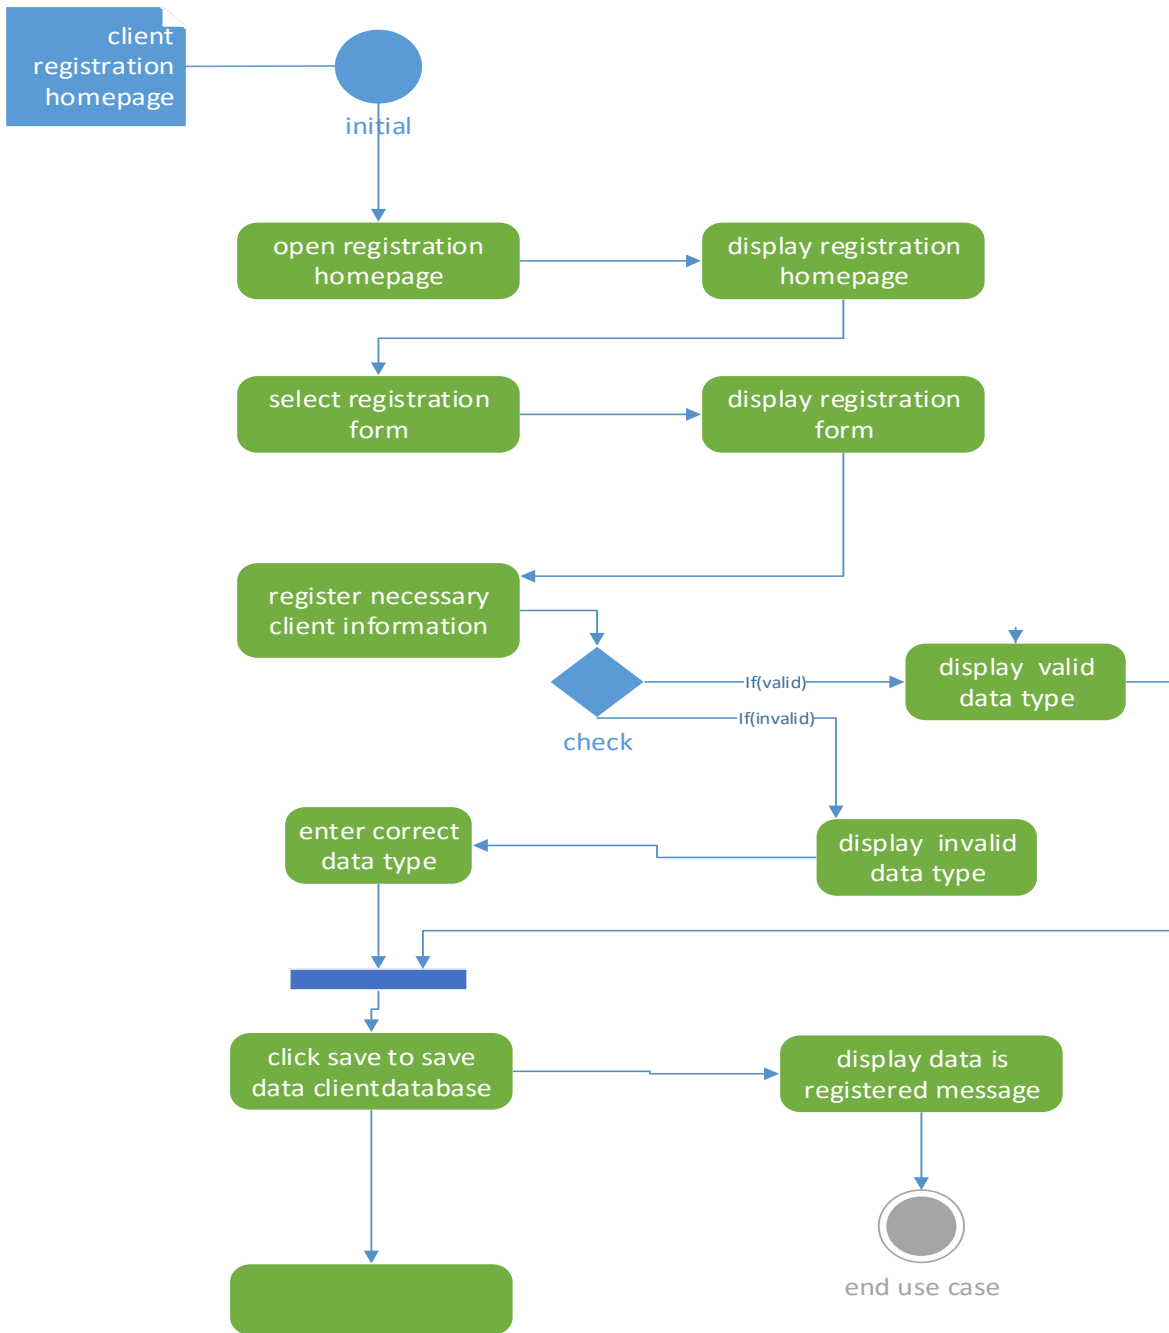 client
registration
homepage
initial
open registration
homepage
display registration
homepage
select registration
form
display registration
form
register necessary
client information
display  valid
data type
If(valid)
If(invalid)
check
enter correct
data type
display  invalid
data type
click save to save
data clientdatabase
display data is
registered message
end use case